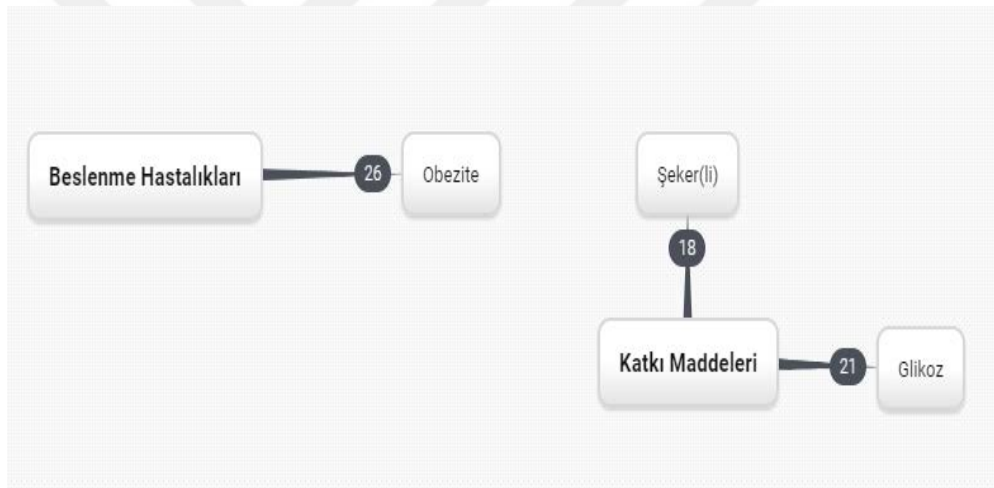 Beslenme Hastalıkları
26
Obezite
Şeker(li)
18
Katkı Maddeleri
21
Glikoz